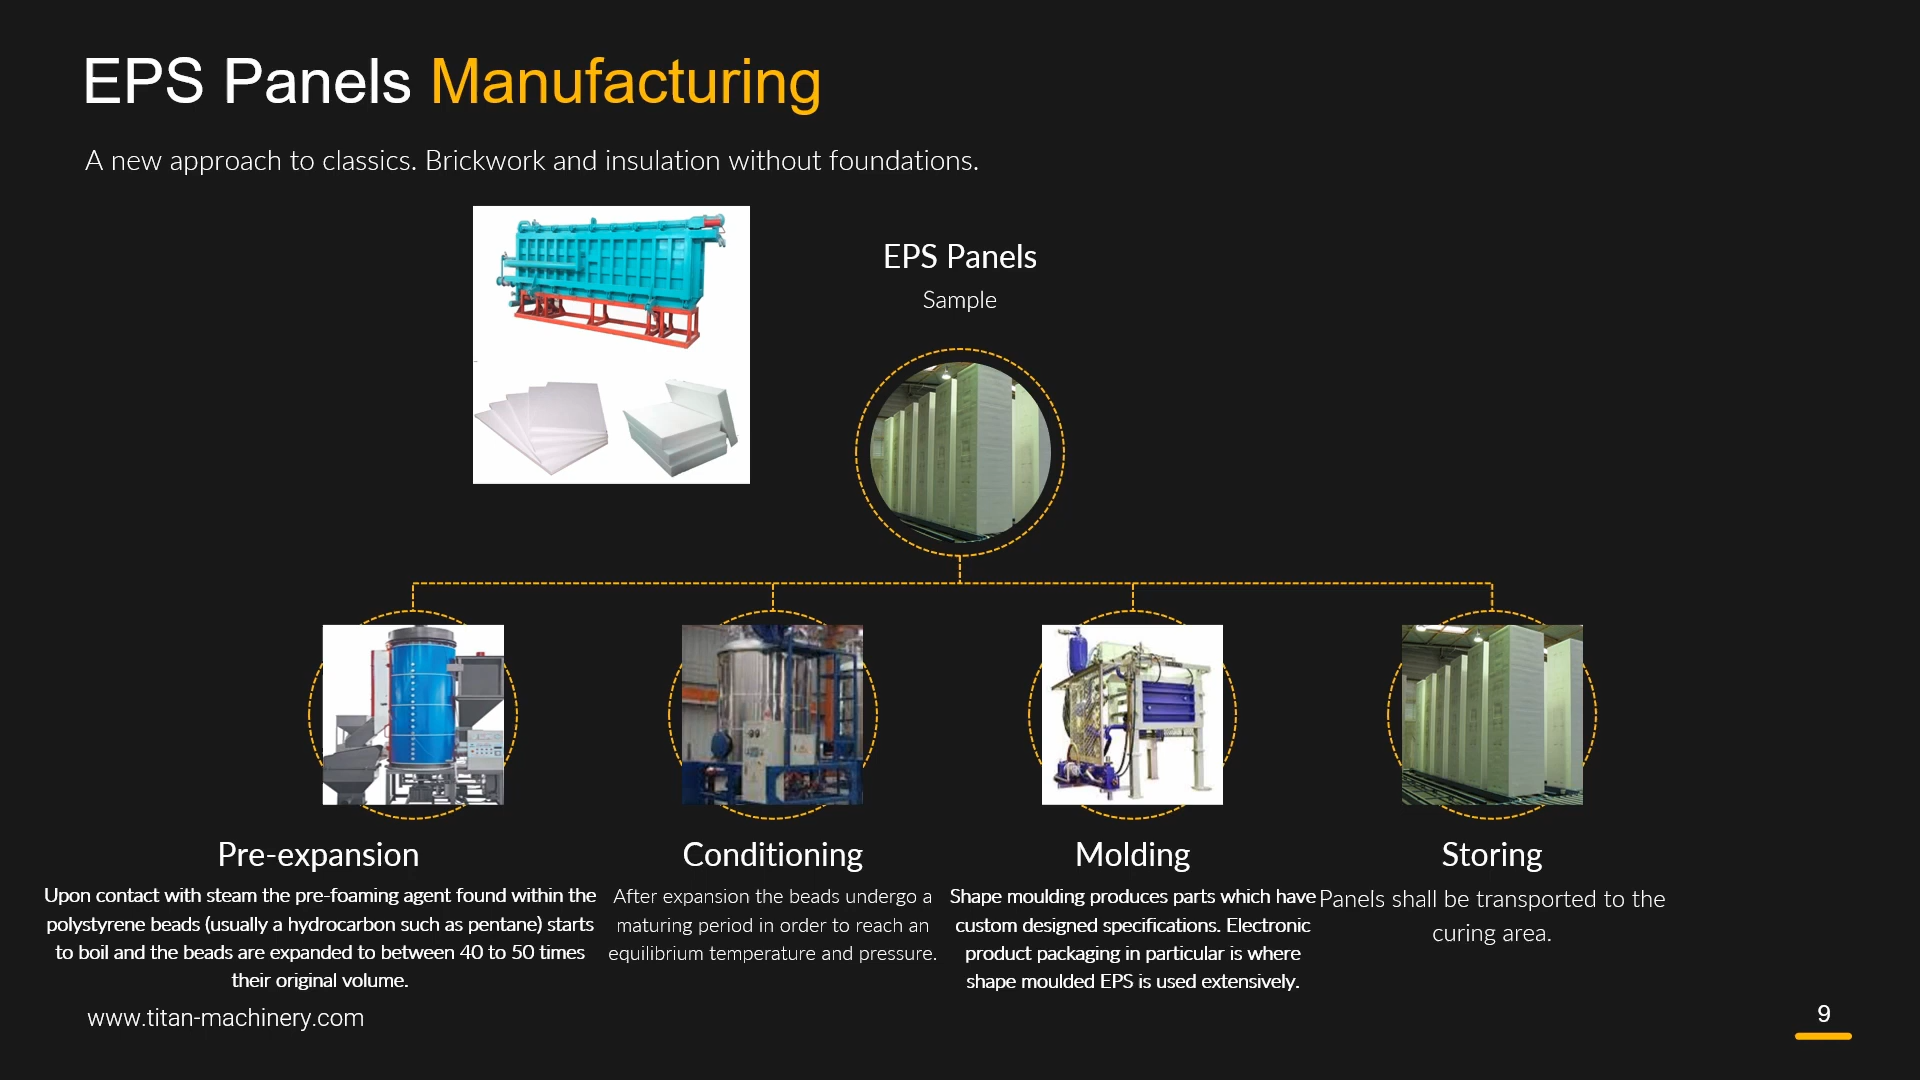 EPS Panels Manufacturing
A new approach to classics. Brickwork and insulation without foundations.
EPS Panels
Sample
Pre-expansion
Upon contact with steam the pre-foaming agent found within the
polystyrene beads (usually a hydrocarbon such as pentane) starts
to boil and the beads are expanded to between 40 to 50 times
their original volume.
Conditioning
After expansion the beads undergo a
maturing period in order to reach an
equilibrium temperature and pressure.
Molding
Shape moulding produces parts which have
custom designed specifications. Electronic
product packaging in particular is where
shape moulded EPS is used extensively.
Storing
Panels shall be transported to the
curing area.
www.titan-machinery.com
9